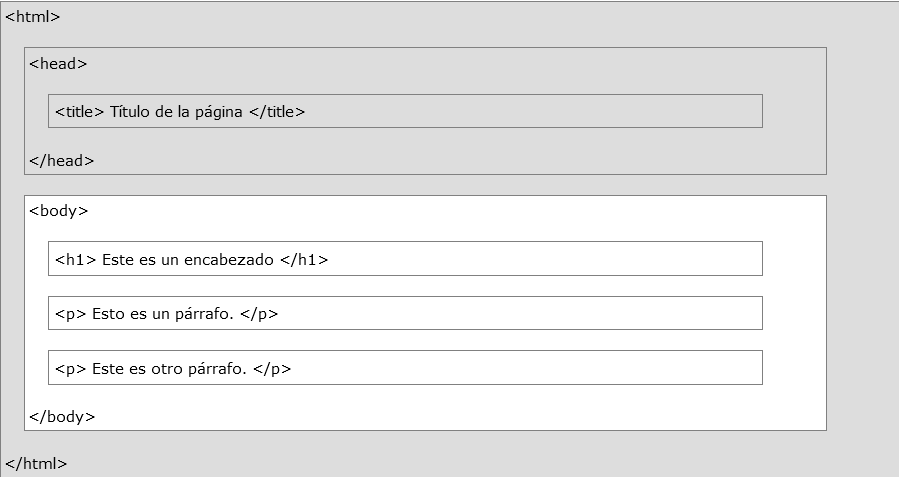 <html>
<head>
<title> Título de la página </title>
</head>
<body>
<h1> Este es un encabezado </h1>
<p> Esto es un párrafo. </p>
<p> Este es otro párrafo. </p>
</body>
</html>